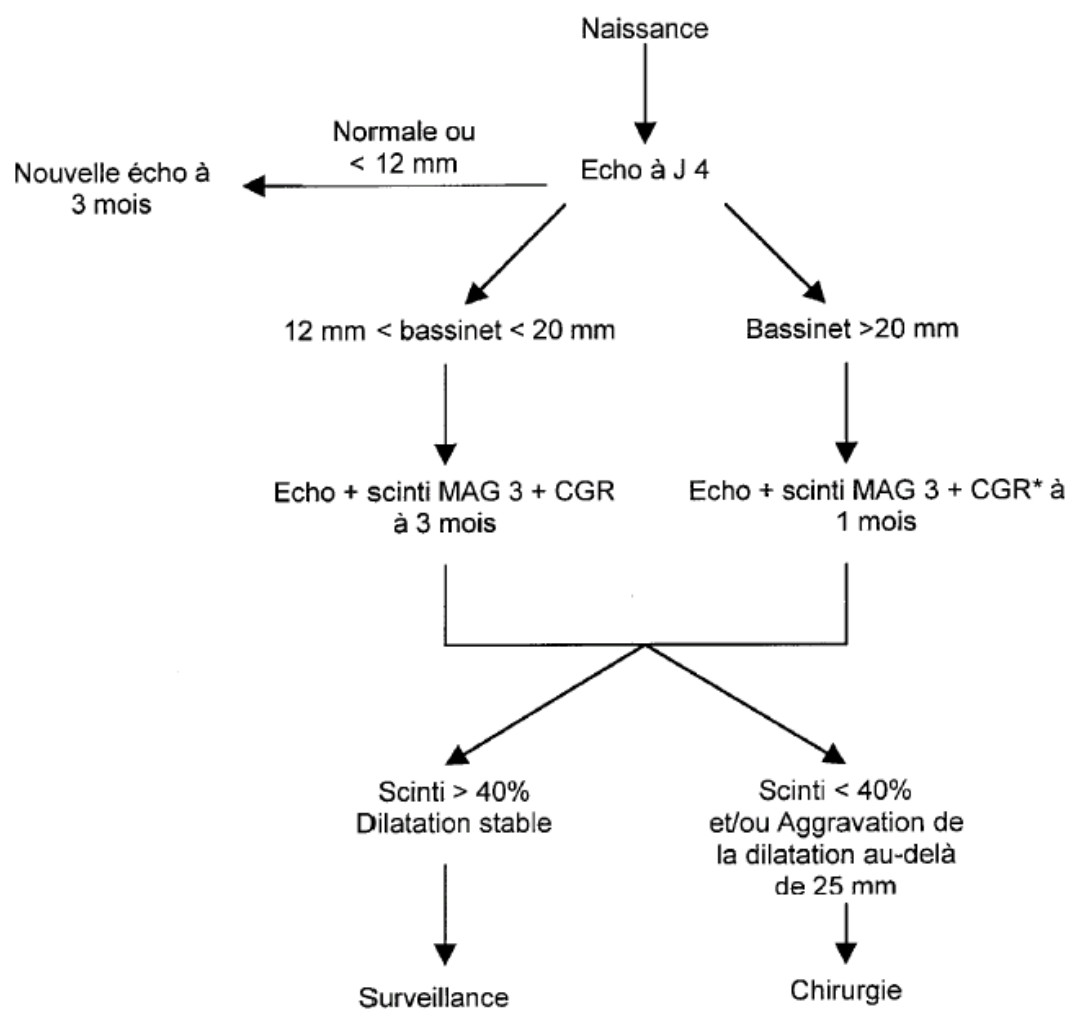 Naissance
Normale ou
< 12 mm
Echo à J 4
Nouvelle écho à
3 mois
12 mm < bassinet < 20 mm
Bassinet >20 mm
Echo + scinti MAG 3 + CGR
à 3 mois
Echo + scinti MAG 3 + CGR* à
1 mois
Scinti > 40%
Dilatation stable
Scinti < 40%
et/ou Aggravation de
la dilatation au-delà
de 25 mm
Surveillance
Chirurgie